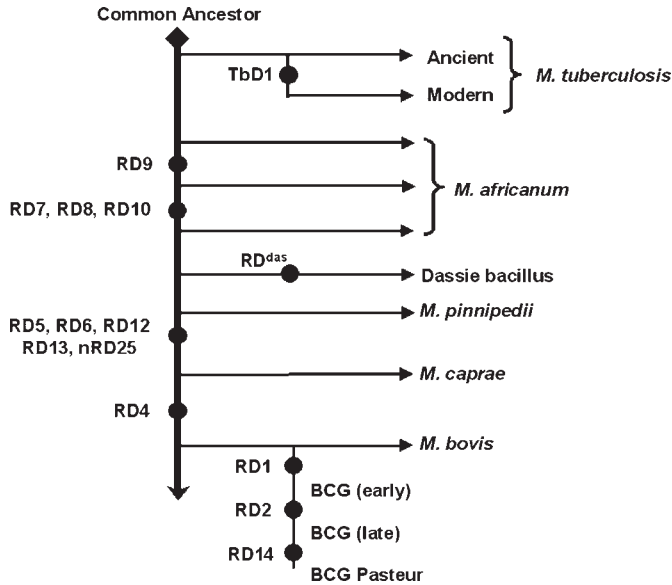 Common Ancestor
Ancient
TbD1
M. tuberculosis
Modern
RD9
M. africanum
RD7, RD8, RD10
RDdas
Dassie bacillus
M. pinnipedii
RD5, RD6, RD12
RD13, nRD25
M. caprae
RD4
M. bovis
RD1
BCG (early)
RD2
BCG (late)
RD14
BCG Pasteur